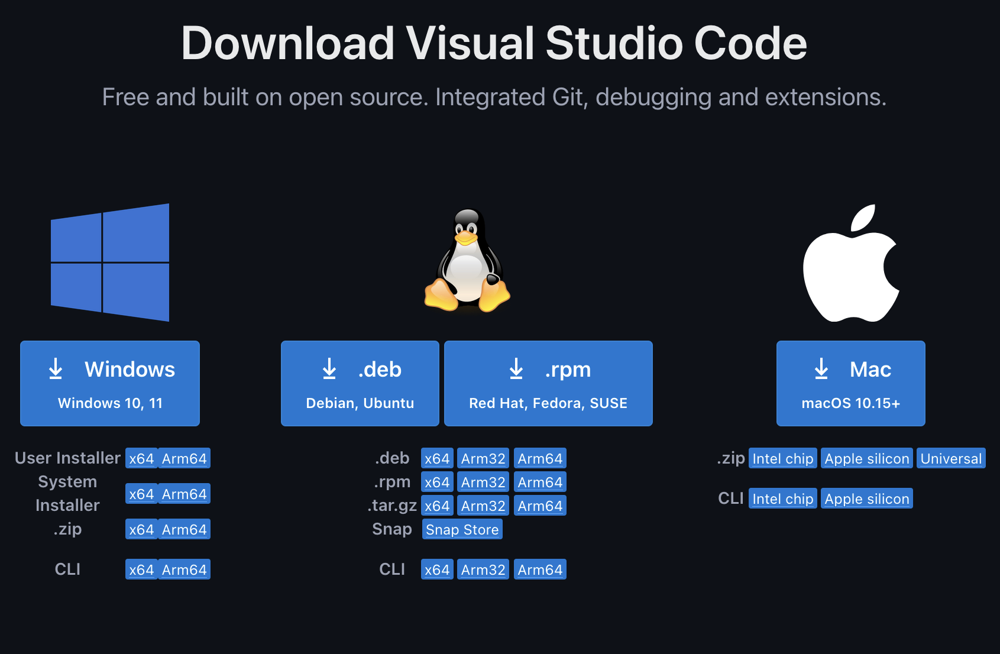 Download Visual Studio Code
Free and built on open source. Integrated Git, debugging and extensions.
Windows
Windows 10, 11
User Installer x64 Arm64
System
Installer x64 Arm64
.zip x64 Arm64
CLI x64 Arm64
.deb
Debian, Ubuntu
.rpm
Red Hat, Fedora, SUSE
.deb x64 Arm32 Arm64
.rpm x64 Arm32 Arm64
.tar.gz x64 Arm32 Arm64
Snap Snap Store
CLI x64 Arm32 Arm64
Mac
macOS 10.15+
.zip Intel chip Apple silicon Universal
CLI Intel chip Apple silicon